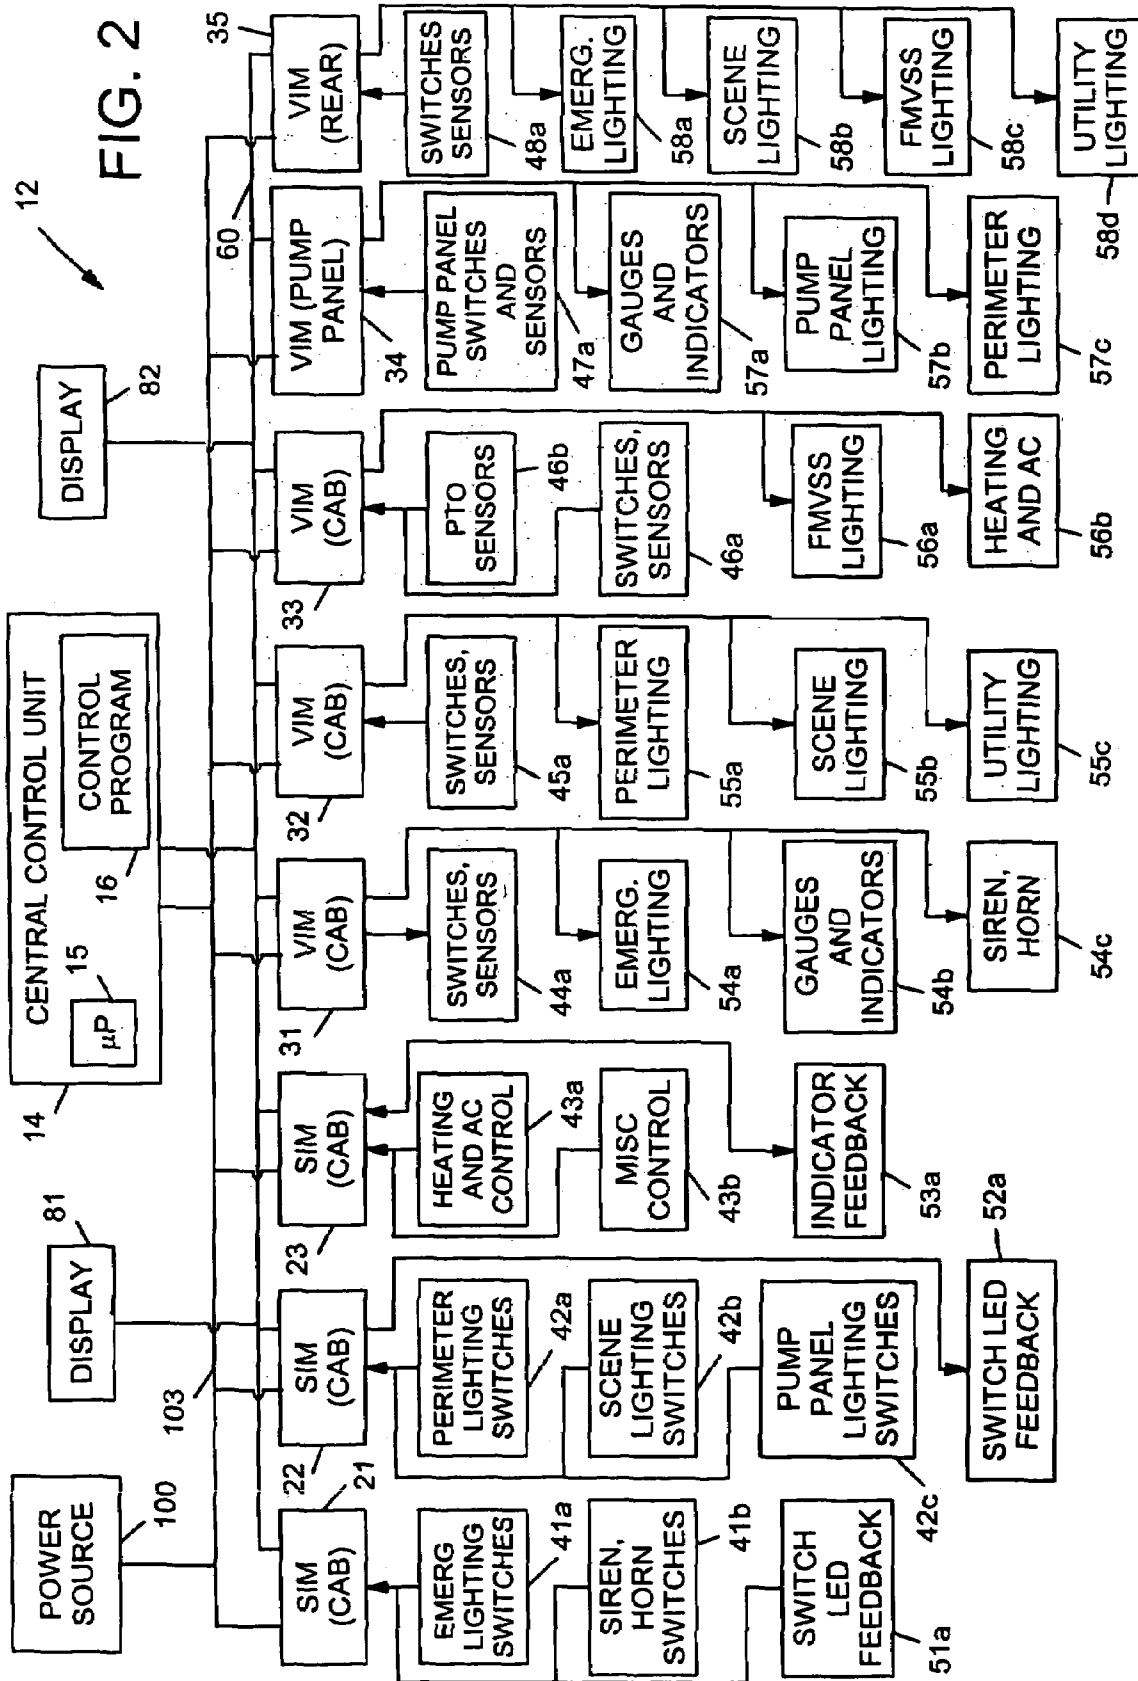 FIG. 2
12
POWER
SOURCE
100
DISPLAY
81
103
CENTRAL CONTROL UNIT
14
µP
15
CONTROL
PROGRAM
16
DISPLAY
82
60
SIM
(CAB)
21
EMERG
LIGHTING
SWITCHES
41a
SIREN,
HORN
SWITCHES
41b
SWITCH
LED
FEEDBACK
51a
SIM
(CAB)
22
PERIMETER
LIGHTING
SWITCHES
42a
SCENE
LIGHTING
SWITCHES
42b
PUMP
PANEL
LIGHTING
SWITCHES
42c
SWITCH LED
FEEDBACK
52a
SIM
(CAB)
23
HEATING
AND AC
CONTROL
43a
MISC
CONTROL
43b
INDICATOR
FEEDBACK
53a
VIM
(CAB)
31
SWITCHES,
SENSORS
44a
EMERG.
LIGHTING
54a
GAUGES
AND
INDICATORS
54b
SIREN,
HORN
54c
VIM
(CAB)
32
SWITCHES,
SENSORS
45a
PERIMETER
LIGHTING
55a
SCENE
LIGHTING
55b
UTILITY
LIGHTING
55c
VIM
(CAB)
33
PTO
SENSORS
46b
SWITCHES,
SENSORS
46a
FMVSS
LIGHTING
56a
HEATING
AND AC
56b
VIM (PUMP
PANEL)
34
PUMP PANEL
SWITCHES
AND
SENSORS
47a
GAUGES
AND
INDICATORS
57a
PUMP
PANEL
LIGHTING
57b
PERIMETER
LIGHTING
57c
VIM
(REAR)
35
SWITCHES
SENSORS
48a
EMERG.
LIGHTING
58a
SCENE
LIGHTING
58b
FMVSS
LIGHTING
58c
UTILITY
LIGHTING
58d